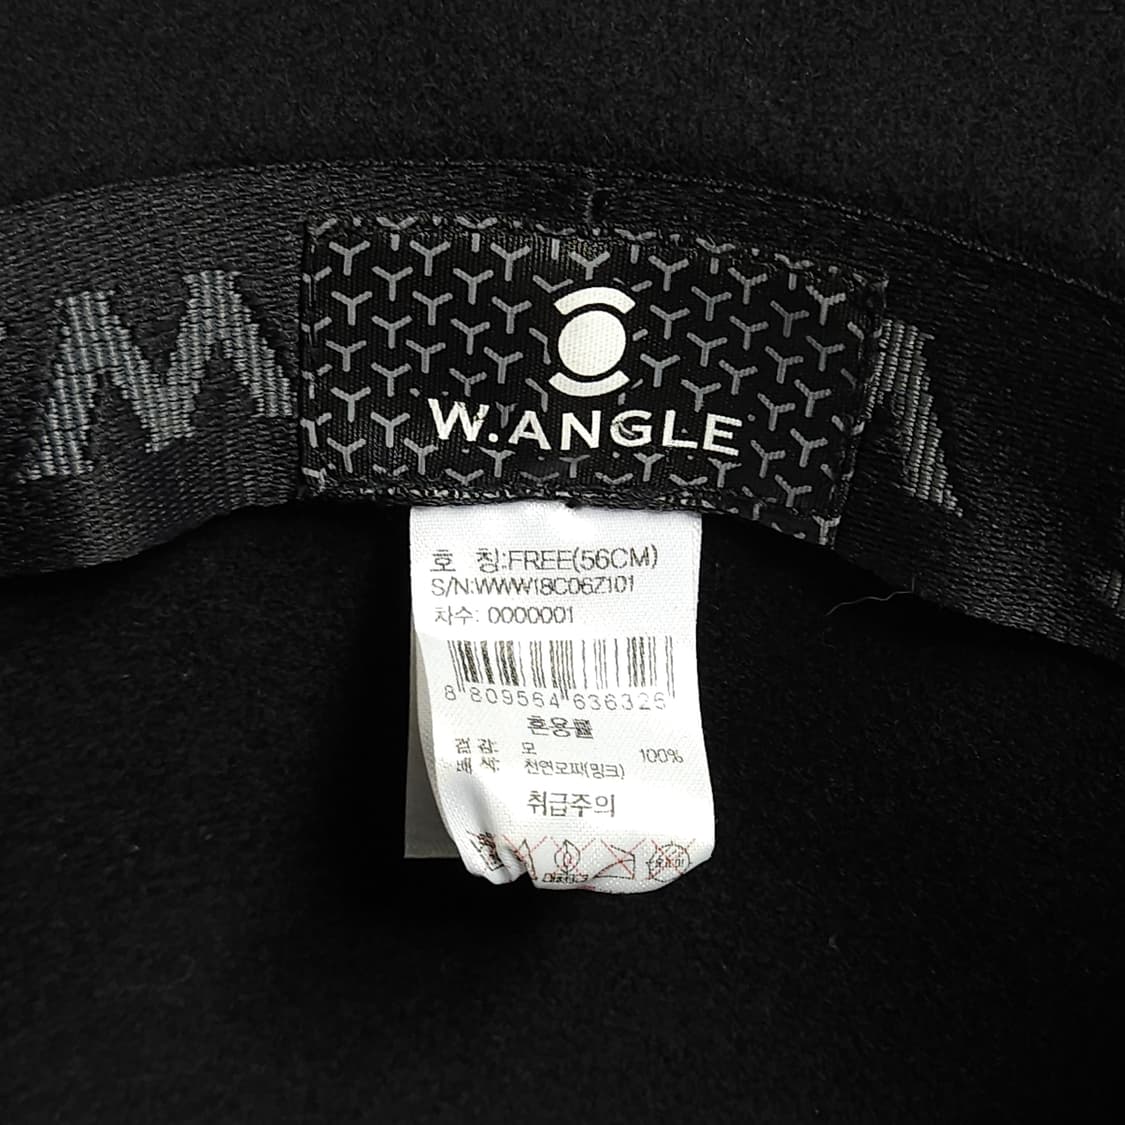 W.ANGLE
호 칭:FREE(56CM)
S/N:WWW18C06Z101
차수: 0000001
8 809564 636325
혼용률
겉 감: 모 100%
배 색: 천연모피(밍크)
취급주의